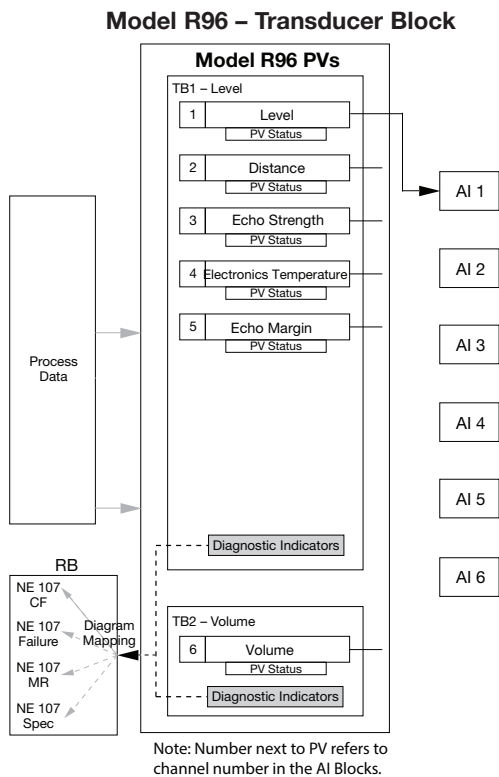 Model R96 – Transducer Block
Model R96 PVs
TB1 – Level
1 Level
PV Status
2 Distance
PV Status
3 Echo Strength
PV Status
4 Electronics Temperature
PV Status
5 Echo Margin
PV Status
Diagnostic Indicators
TB2 – Volume
6 Volume
PV Status
Diagnostic Indicators
Process
Data
RB
NE 107
CF
NE 107
Failure
NE 107
MR
NE 107
Spec
Diagram
Mapping
AI 1
AI 2
AI 3
AI 4
AI 5
AI 6
Note: Number next to PV refers to
channel number in the AI Blocks.